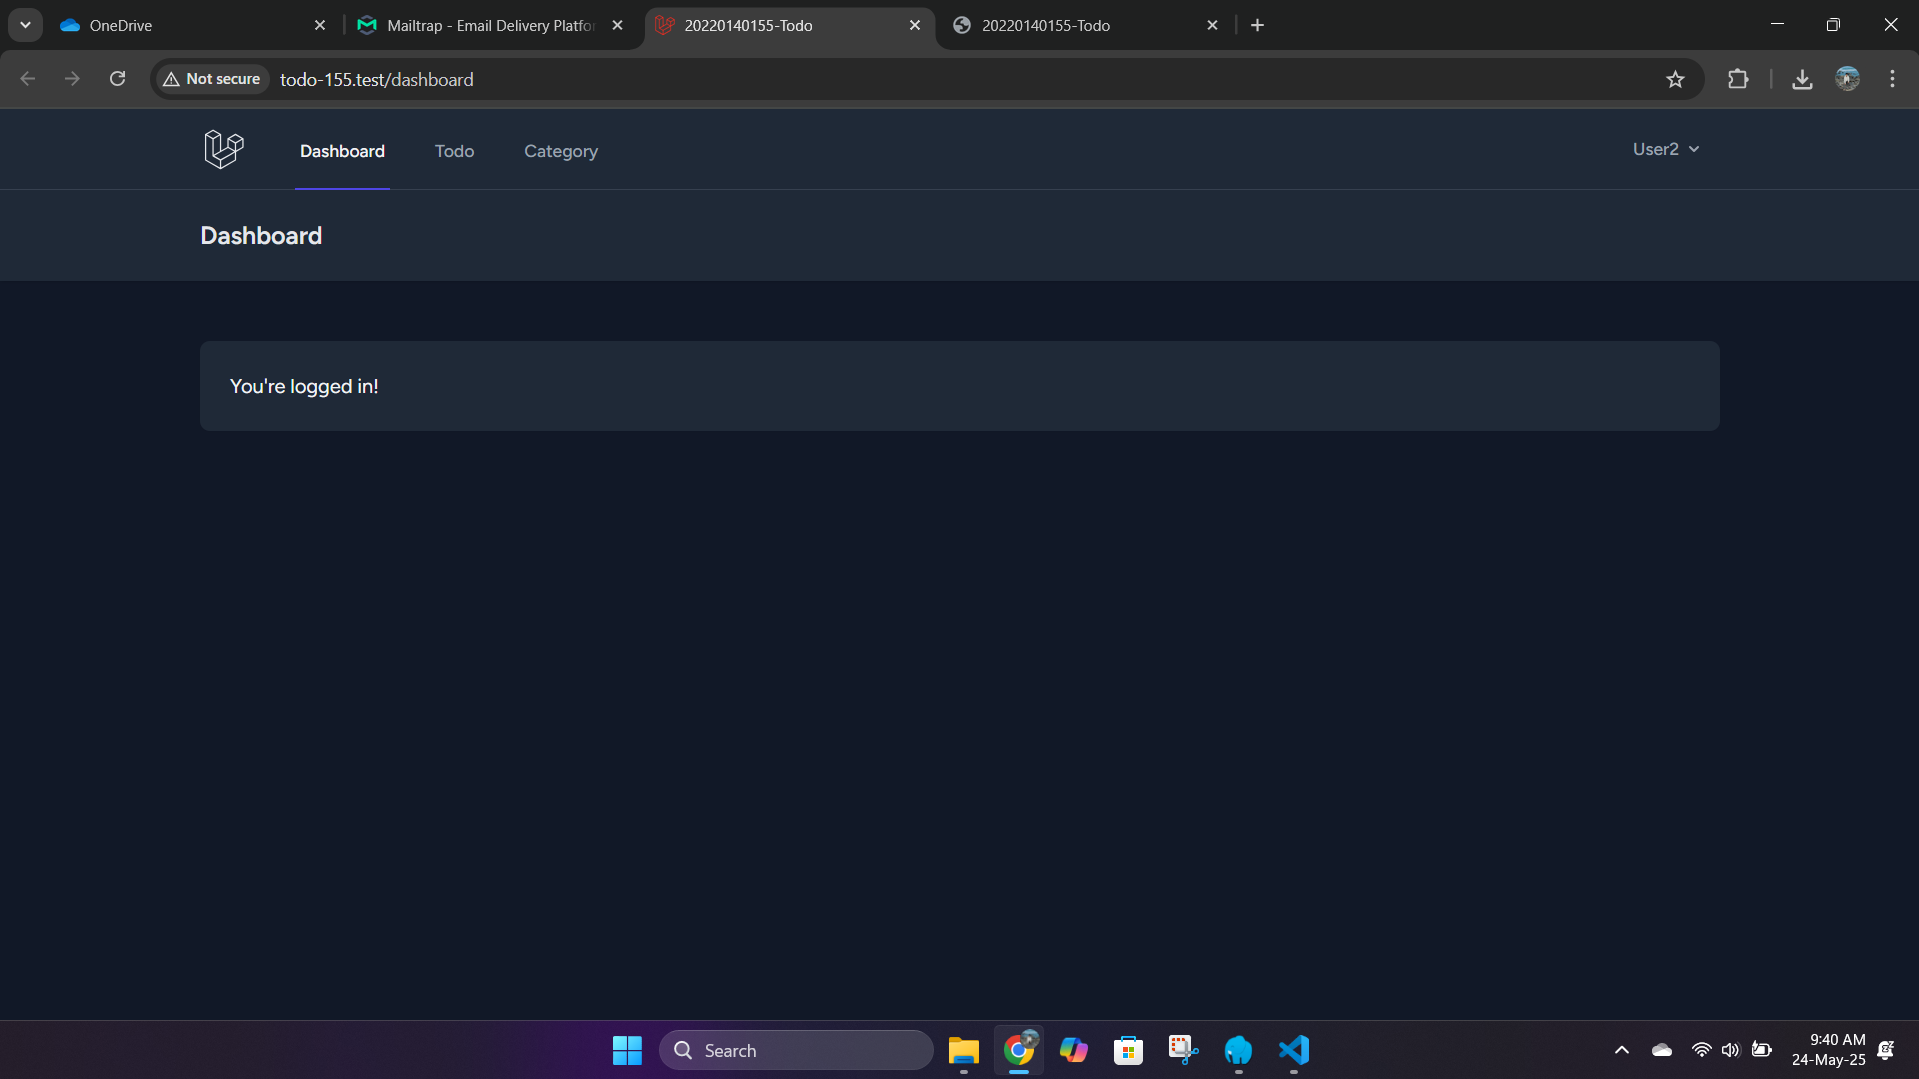 OneDrive
Mailtrap - Email Delivery Platfo
20220140155-Todo
20220140155-Todo
Not secure
todo-155.test/dashboard
Dashboard
Todo
Category
User2
Dashboard
You're logged in!
Search
9:40 AM
24-May-25